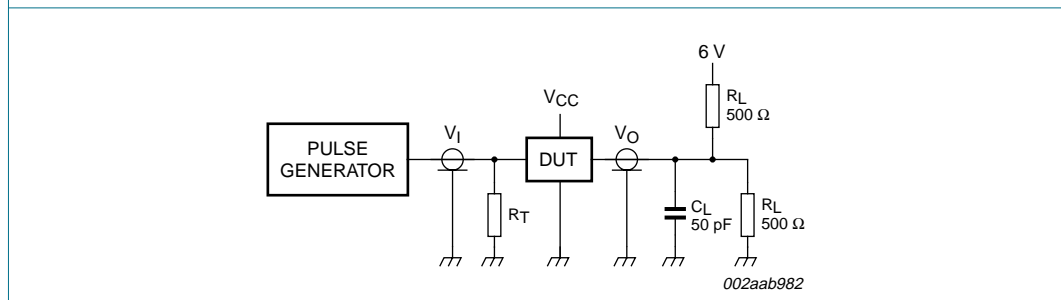 6 V
RL
500 Ω
VCC
VI
VO
PULSE
GENERATOR
DUT
RT
CL
50 pF
RL
500 Ω
002aab982